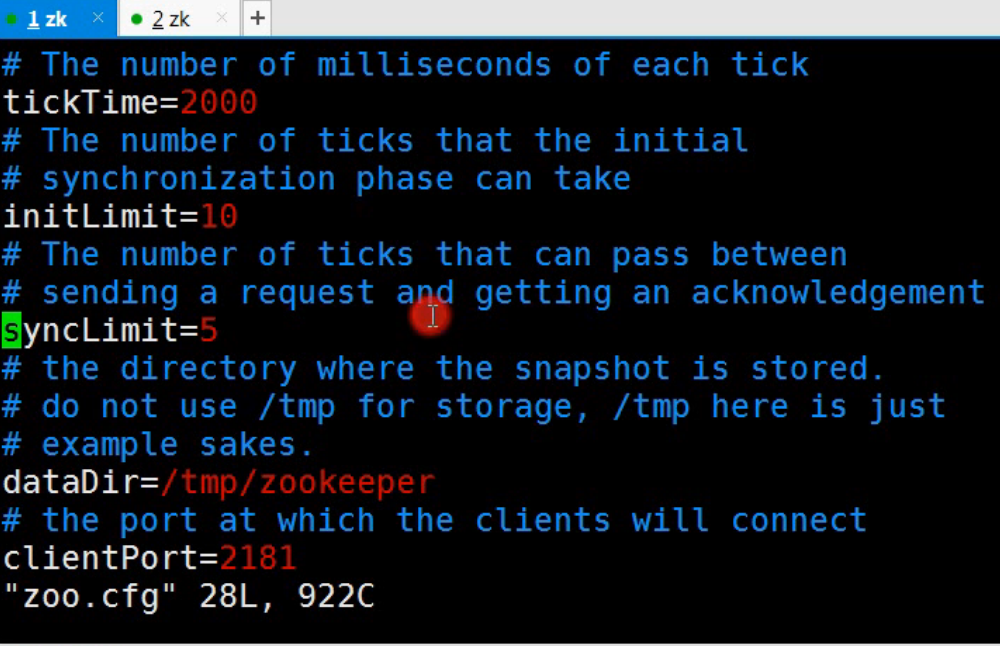 1 zk × 2 zk × +
# The number of milliseconds of each tick
tickTime=2000
# The number of ticks that the initial
# synchronization phase can take
initLimit=10
# The number of ticks that can pass between
# sending a request and getting an acknowledgement
syncLimit=5
# the directory where the snapshot is stored.
# do not use /tmp for storage, /tmp here is just
# example sakes.
dataDir=/tmp/zookeeper
# the port at which the clients will connect
clientPort=2181
"zoo.cfg" 28L, 922C